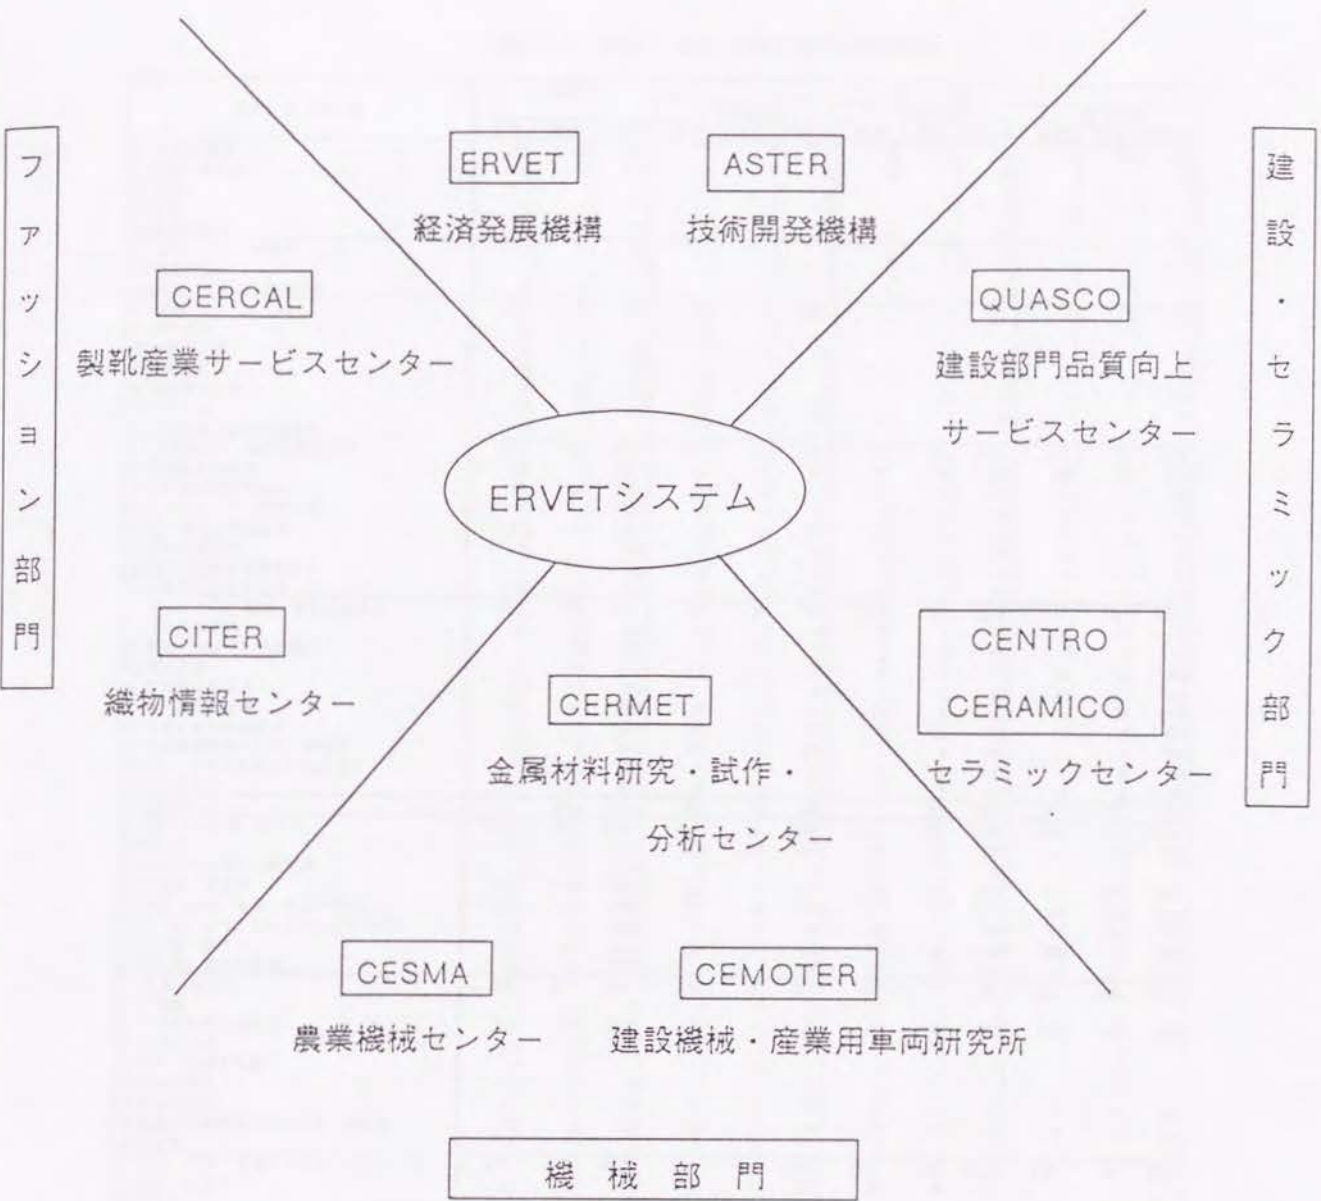 ERVET
経済発展機構
ASTER
技術開発機構
ファッション部門
CERCAL
製靴産業サービスセンター
CITER
織物情報センター
ERVETシステム
建設・セラミック部門
QUASCO
建設部門品質向上
サービスセンター
CENTRO
CERAMICO
セラミックセンター
CERMET
金属材料研究・試作・
分析センター
CESMA
農業機械センター
CEMOTER
建設機械・産業用車両研究所
機械部門